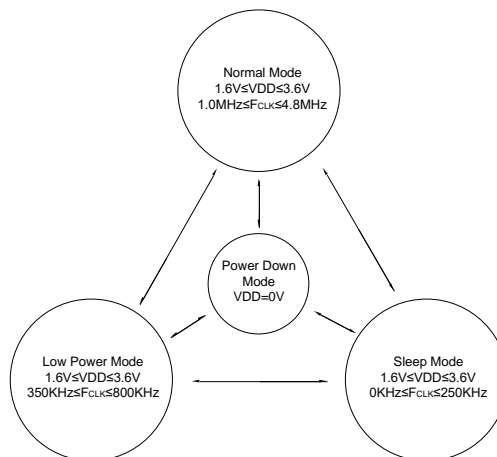 Normal Mode
1.6V≤VDD≤3.6V
1.0MHz≤FCLK≤4.8MHz
Power Down
Mode
VDD=0V
Low Power Mode
1.6V≤VDD≤3.6V
350KHz≤FCLK≤800KHz
Sleep Mode
1.6V≤VDD≤3.6V
0KHz≤FCLK≤250KHz